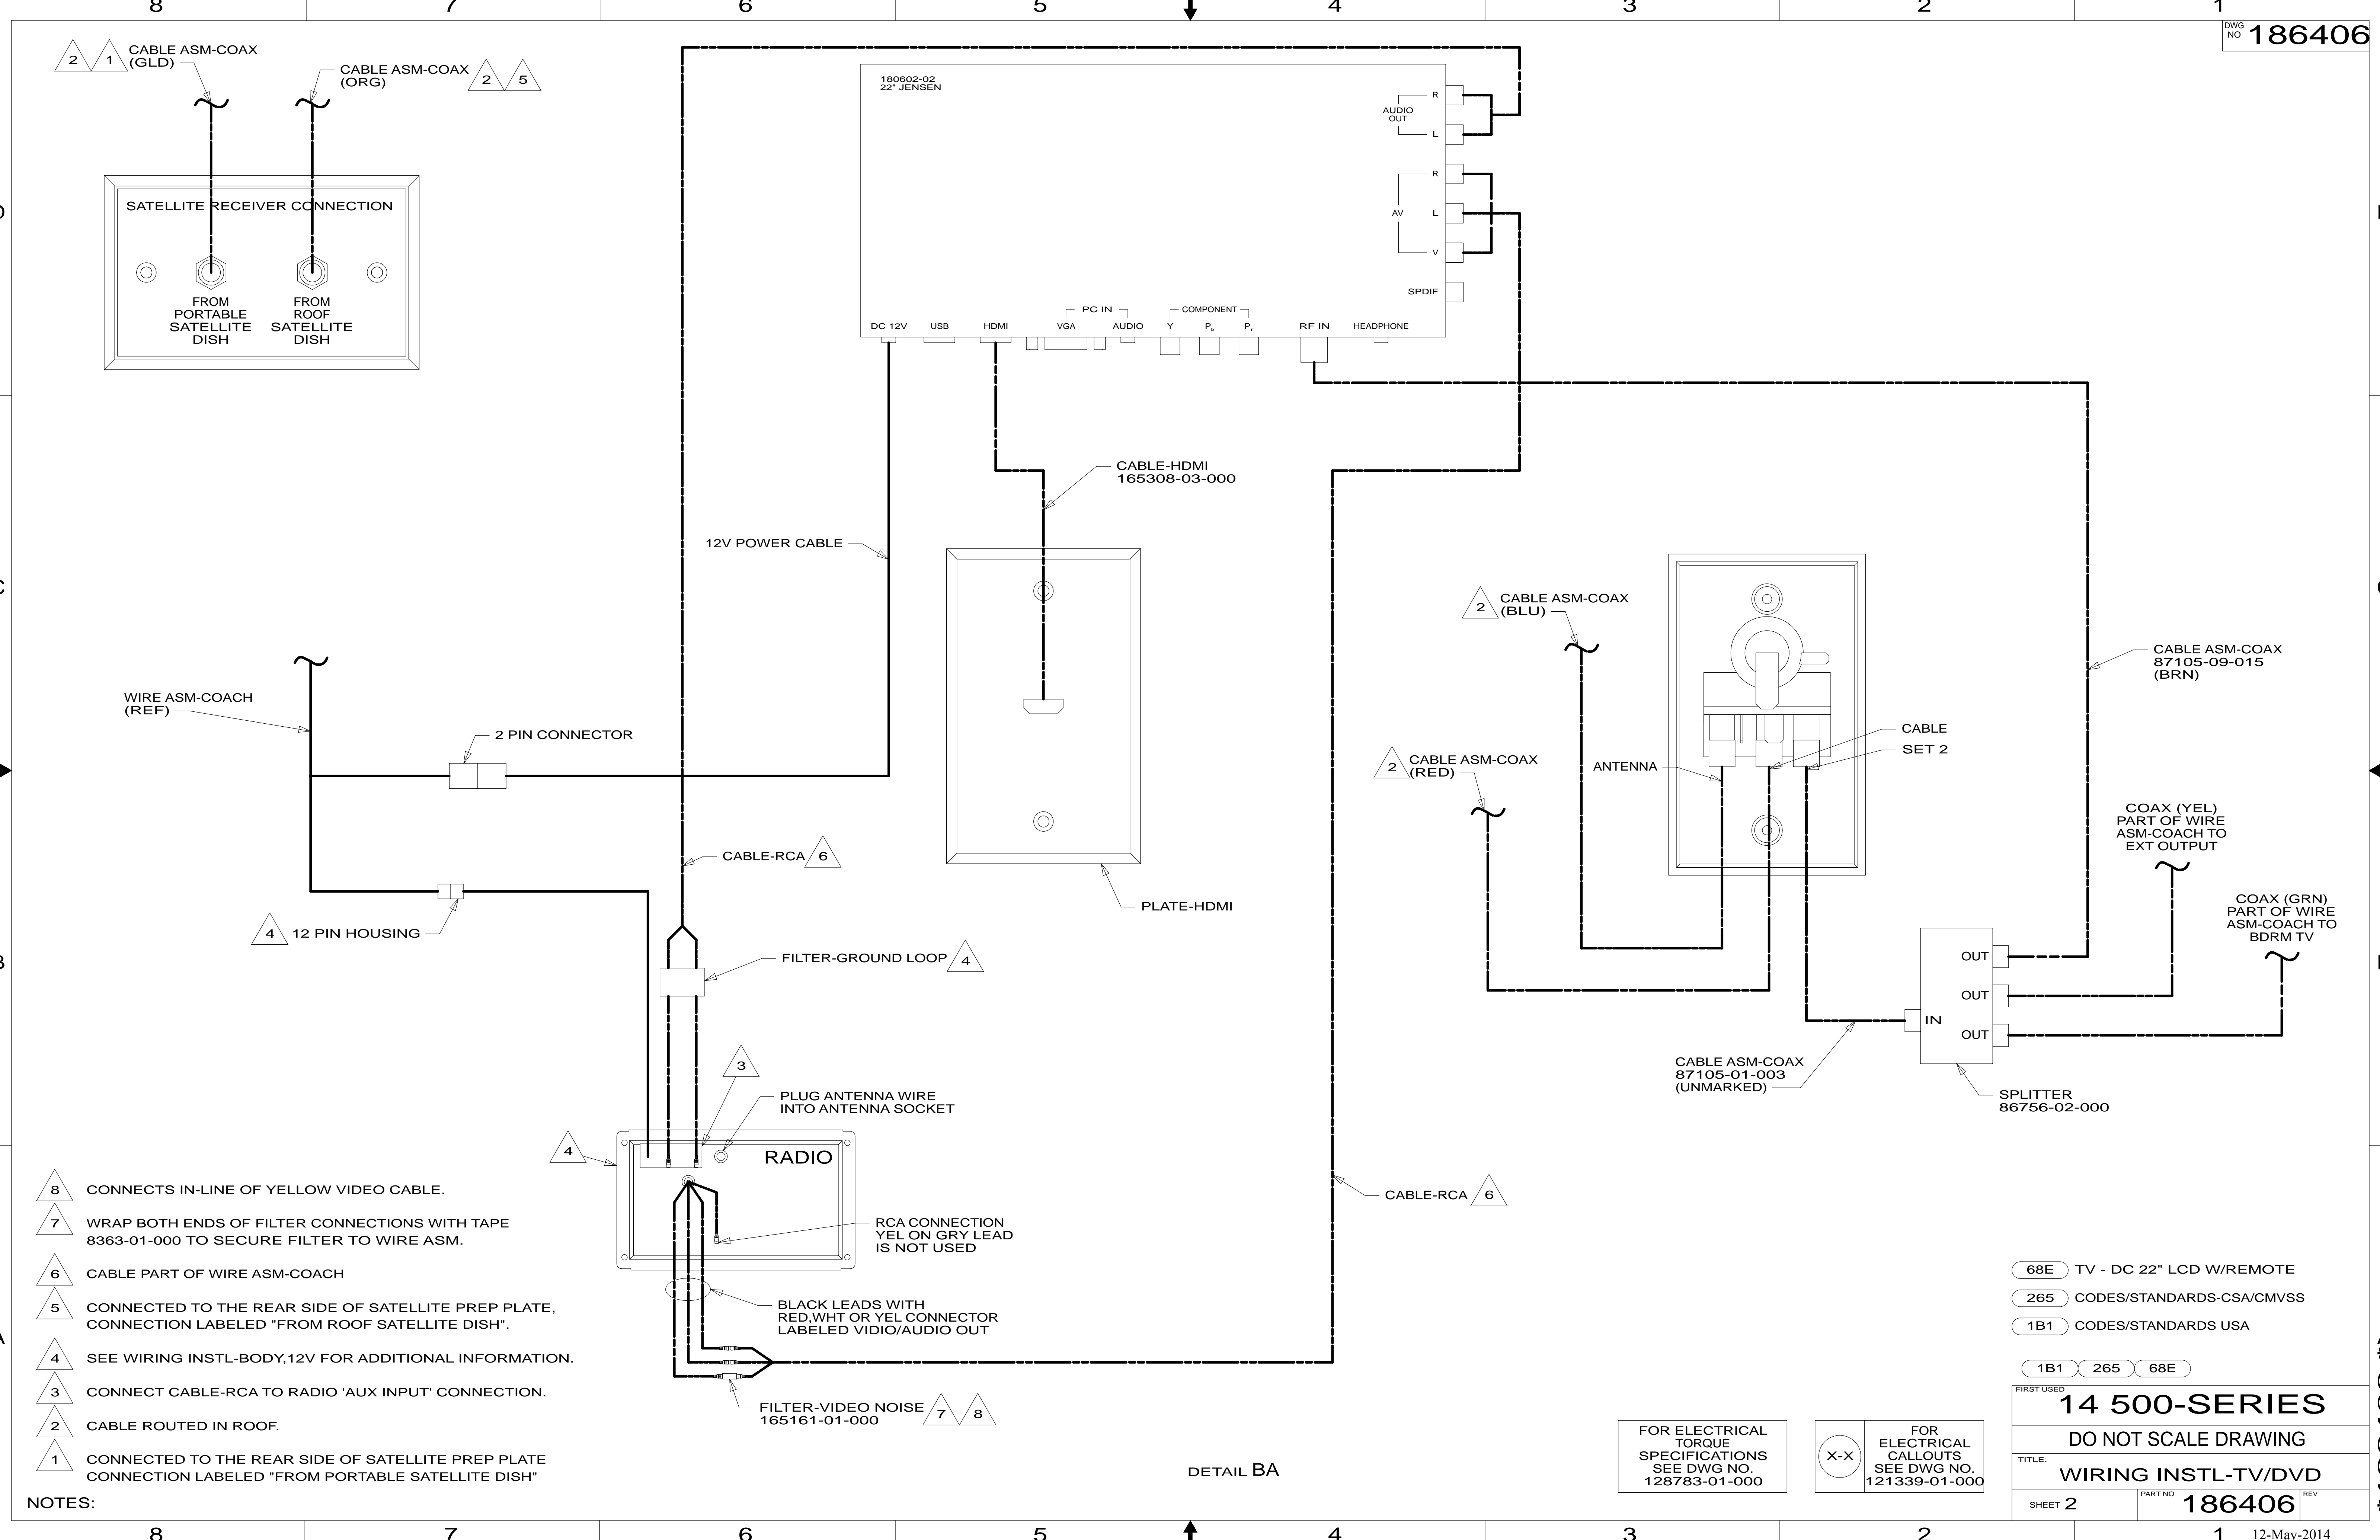 8 7 6 5 4 3 2 1
DWG
NO 186406
2 1 CABLE ASM-COAX
(GLD)
CABLE ASM-COAX 2 5
(ORG)
SATELLITE RECEIVER CONNECTION
FROM
PORTABLE
SATELLITE
DISH
FROM
ROOF
SATELLITE
DISH
180602-02
22" JENSEN
AUDIO
OUT
R
L
AV
R
L
V
SPDIF
PC IN
COMPONENT
DC 12V USB HDMI VGA AUDIO Y Pb Pr RF IN HEADPHONE
CABLE-HDMI
165308-03-000
12V POWER CABLE
C
2 CABLE ASM-COAX
(BLU)
CABLE ASM-COAX
87105-09-015
(BRN)
WIRE ASM-COACH
(REF)
2 PIN CONNECTOR
CABLE
SET 2
2 CABLE ASM-COAX
(RED)
ANTENNA
COAX (YEL)
PART OF WIRE
ASM-COACH TO
EXT OUTPUT
CABLE-RCA 6
PLATE-HDMI
COAX (GRN)
PART OF WIRE
ASM-COACH TO
BDRM TV
4 12 PIN HOUSING
FILTER-GROUND LOOP 4
B
OUT
OUT
OUT
IN
CABLE ASM-COAX
87105-01-003
(UNMARKED)
SPLITTER
86756-02-000
3
PLUG ANTENNA WIRE
INTO ANTENNA SOCKET
4
RADIO
CABLE-RCA 6
RCA CONNECTION
YEL ON GRY LEAD
IS NOT USED
BLACK LEADS WITH
RED,WHT OR YEL CONNECTOR
LABELED VIDIO/AUDIO OUT
FILTER-VIDEO NOISE
165161-01-000 7 8
8 CONNECTS IN-LINE OF YELLOW VIDEO CABLE.
7 WRAP BOTH ENDS OF FILTER CONNECTIONS WITH TAPE
8363-01-000 TO SECURE FILTER TO WIRE ASM.
6 CABLE PART OF WIRE ASM-COACH
5 CONNECTED TO THE REAR SIDE OF SATELLITE PREP PLATE,
CONNECTION LABELED "FROM ROOF SATELLITE DISH".
4 SEE WIRING INSTL-BODY,12V FOR ADDITIONAL INFORMATION.
3 CONNECT CABLE-RCA TO RADIO 'AUX INPUT' CONNECTION.
2 CABLE ROUTED IN ROOF.
1 CONNECTED TO THE REAR SIDE OF SATELLITE PREP PLATE
CONNECTION LABELED "FROM PORTABLE SATELLITE DISH"
NOTES:
DETAIL BA
FOR ELECTRICAL
TORQUE
SPECIFICATIONS
SEE DWG NO.
128783-01-000
X-X
FOR
ELECTRICAL
CALLOUTS
SEE DWG NO.
121339-01-000
68E TV - DC 22" LCD W/REMOTE
265 CODES/STANDARDS-CSA/CMVSS
1B1 CODES/STANDARDS USA
1B1 265 68E
FIRST USED
14 500-SERIES
DO NOT SCALE DRAWING
TITLE:
WIRING INSTL-TV/DVD
SHEET 2
PART NO 186406
REV
8 7 6 5 4 3 2 1
12-May-2014